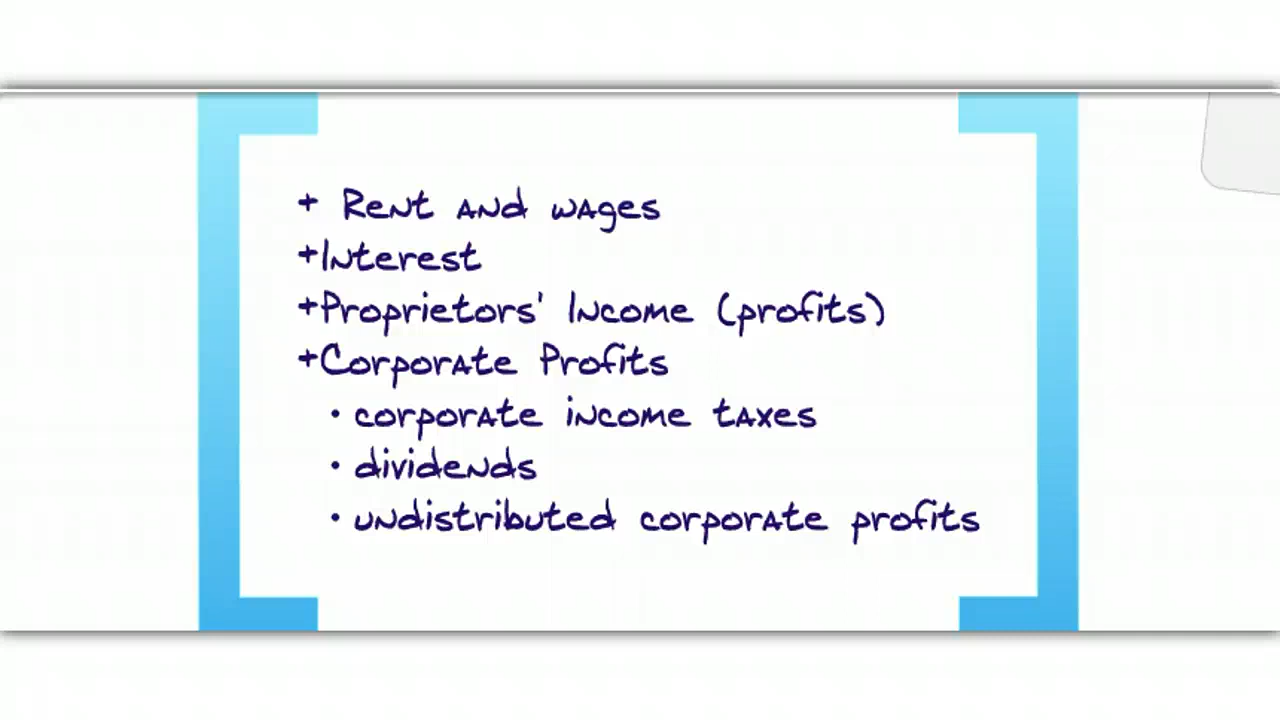 + Rent and wages
+Interest
+Proprietors' Income (profits)
+Corporate Profits
• corporate income taxes
• dividends
• undistributed corporate profits